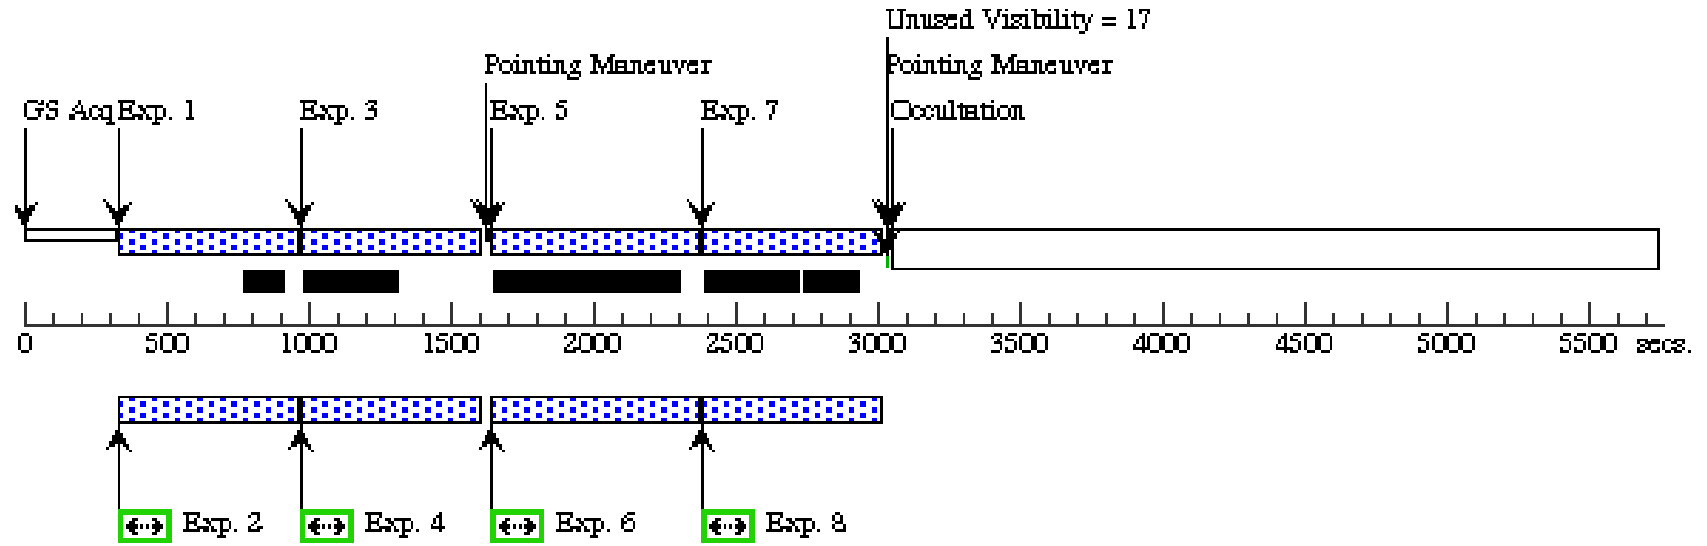 Unused Visibility = 17
Pointing Maneuver Pointing Maneuver
GS Acq Exp. 1 Exp. 3 Exp. 5 Exp. 7 Occultation
0 500 1000 1500 2000 2500 3000 3500 4000 4500 5000 5500 secs.
Exp. 2 Exp. 4 Exp. 6 Exp. 8